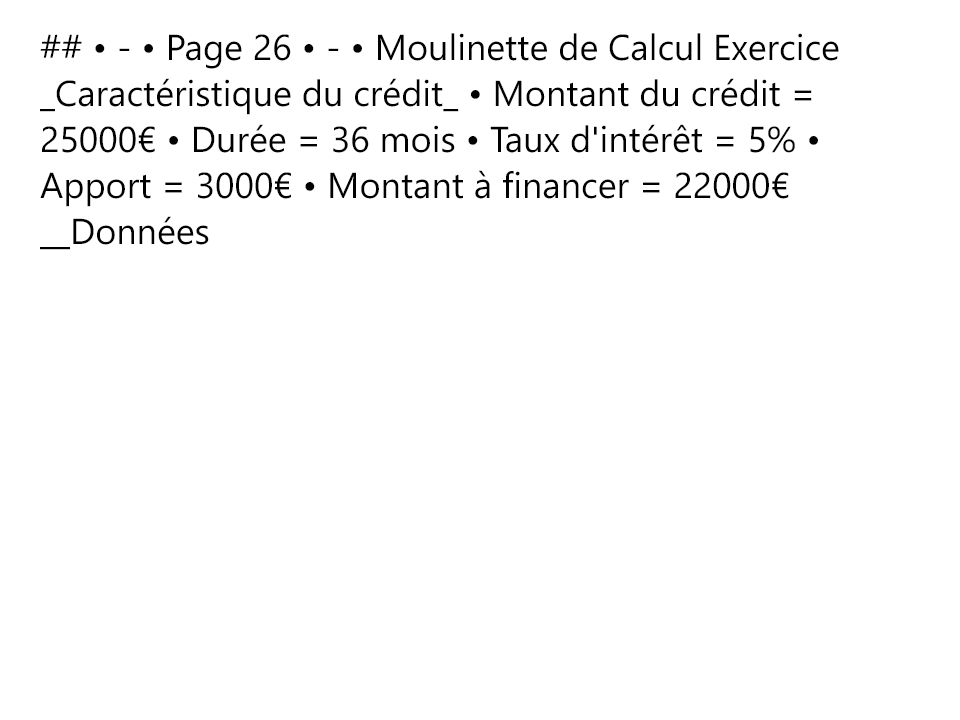 ## • - • Page 26 • - • Moulinette de Calcul Exercice
_Caractéristique du crédit_ • Montant du crédit =
25000€ • Durée = 36 mois • Taux d'intérêt = 5% •
Apport = 3000€ • Montant à financer = 22000€
__Données